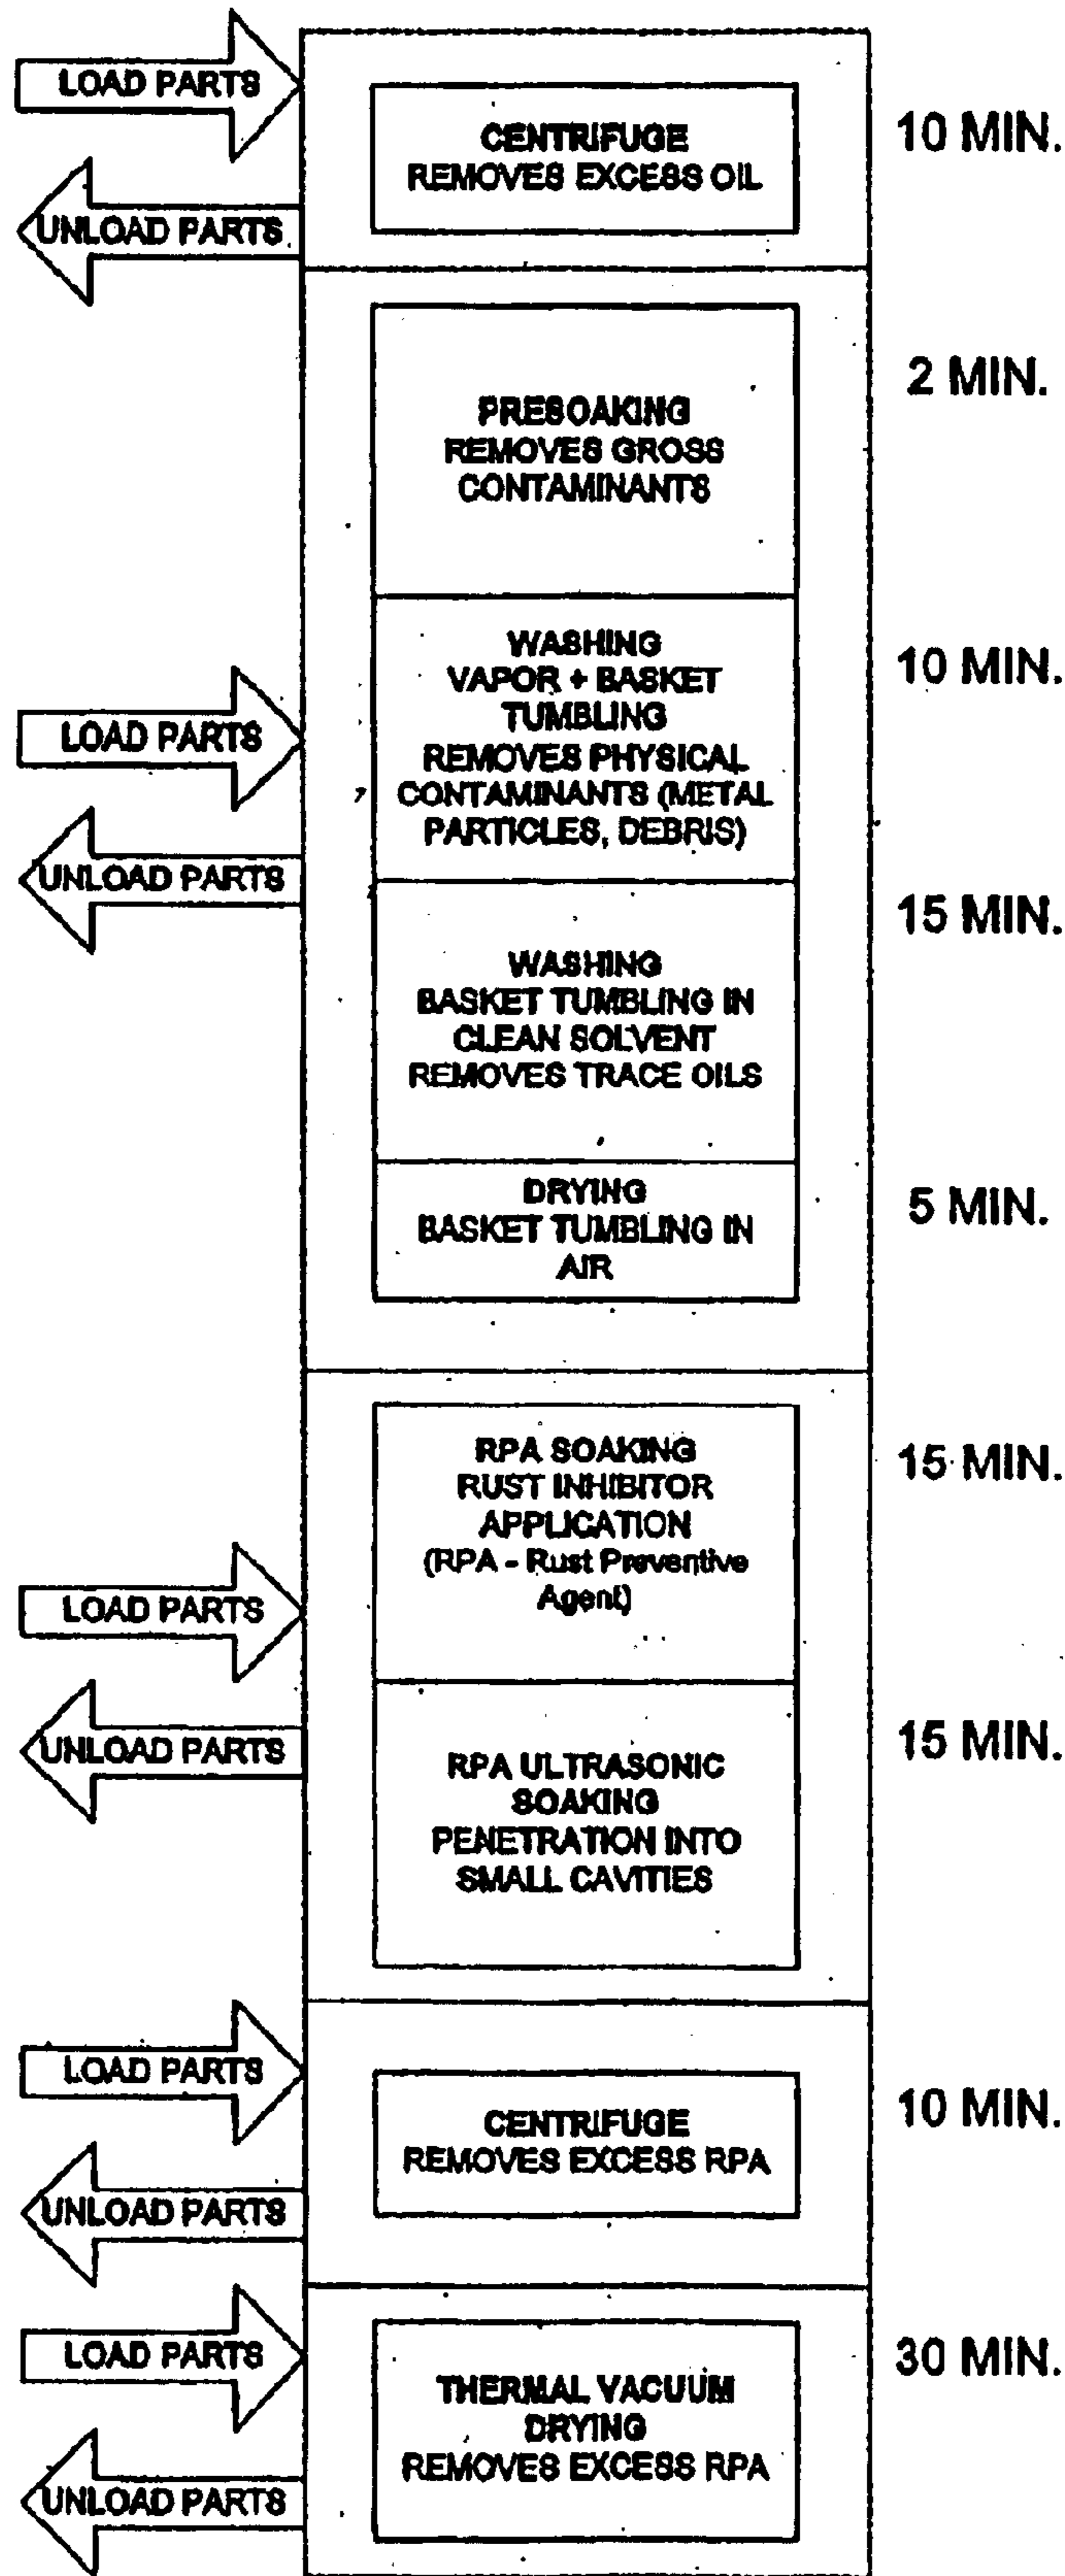 LOAD PARTS
CENTRIFUGE
REMOVES EXCESS OIL
10 MIN.
UNLOAD PARTS
PRESOAKING
REMOVES GROSS
CONTAMINANTS
2 MIN.
LOAD PARTS
UNLOAD PARTS
WASHING
VAPOR + BASKET
TUMBLING
REMOVES PHYSICAL
CONTAMINANTS (METAL
PARTICLES, DEBRIS)
10 MIN.
WASHING
BASKET TUMBLING IN
CLEAN SOLVENT
REMOVES TRACE OILS
15 MIN.
DRYING
BASKET TUMBLING IN
AIR
5 MIN.
LOAD PARTS
UNLOAD PARTS
RPA SOAKING
RUST INHIBITOR
APPLICATION
(RPA - Rust Preventive
Agent)
15 MIN.
RPA ULTRASONIC
SOAKING
PENETRATION INTO
SMALL CAVITIES
15 MIN.
LOAD PARTS
UNLOAD PARTS
CENTRIFUGE
REMOVES EXCESS RPA
10 MIN.
LOAD PARTS
UNLOAD PARTS
THERMAL VACUUM
DRYING
REMOVES EXCESS RPA
30 MIN.